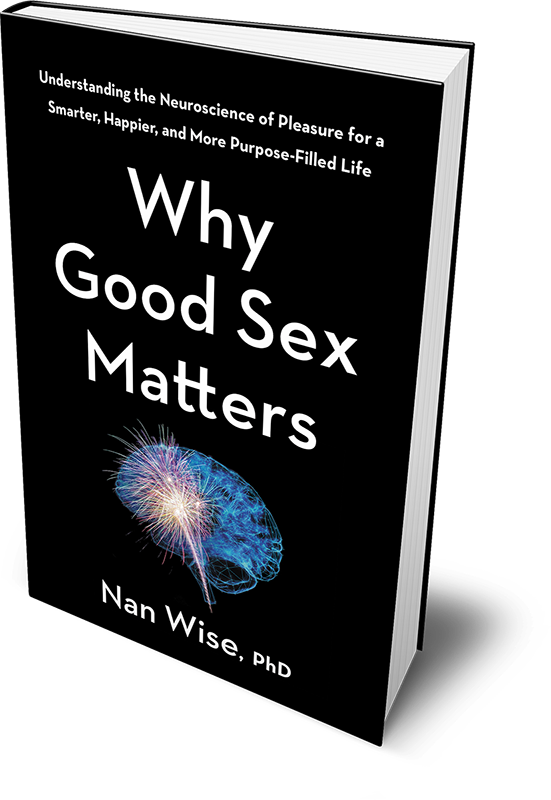 Understanding the Neuroscience of Pleasure for a
Smarter, Happier, and More Purpose-Filled Life
Why
Good Sex
Matters
Nan Wise, PhD